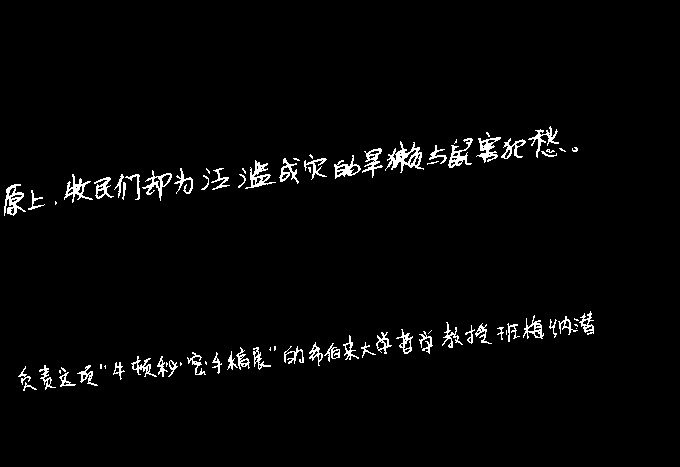 原上，牧民们却为汪滥成灾的旱獭与鼠害犯愁。
负责这项“牛顿秘密手稿展”的希伯莱大学哲学教授班梅纳潜